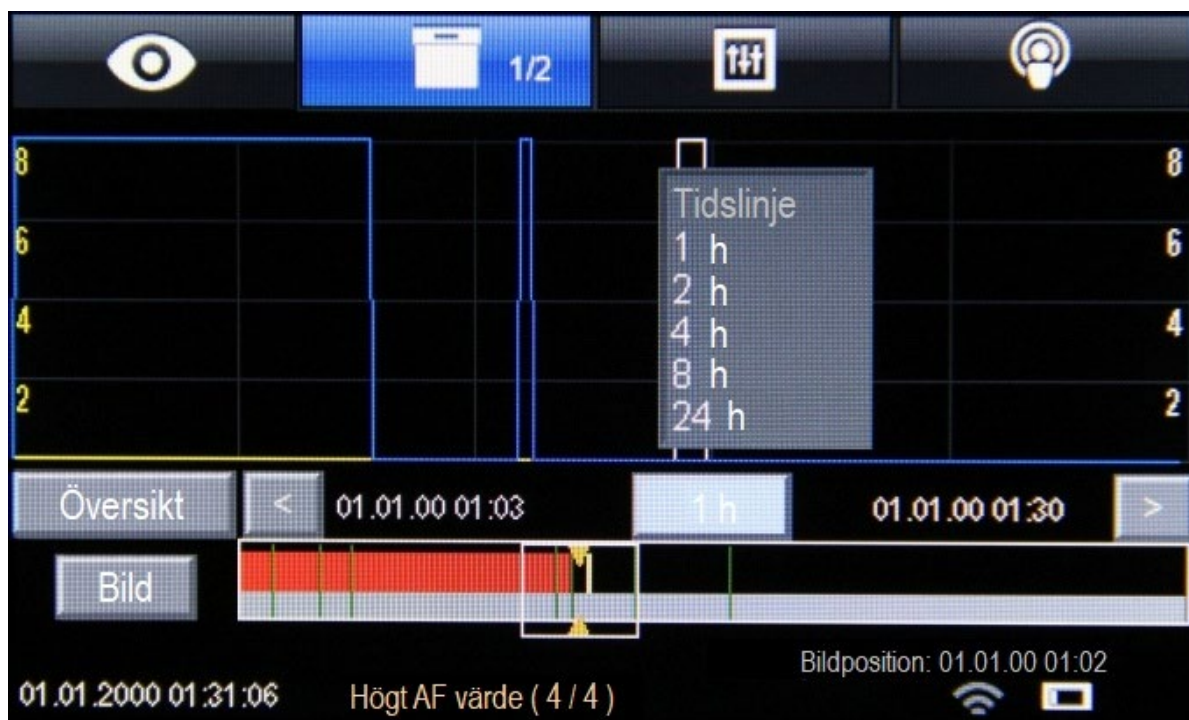 1/2
8 8
6 6
4 4
2 2
Tidslinje
1 h
2 h
4 h
8 h
24 h
Översikt < 01.01.00 01:03 1 h 01.01.00 01:30 >
Bild
Bildposition: 01.01.00 01:02
01.01.2000 01:31:06 Högt AF värde ( 4 / 4 )